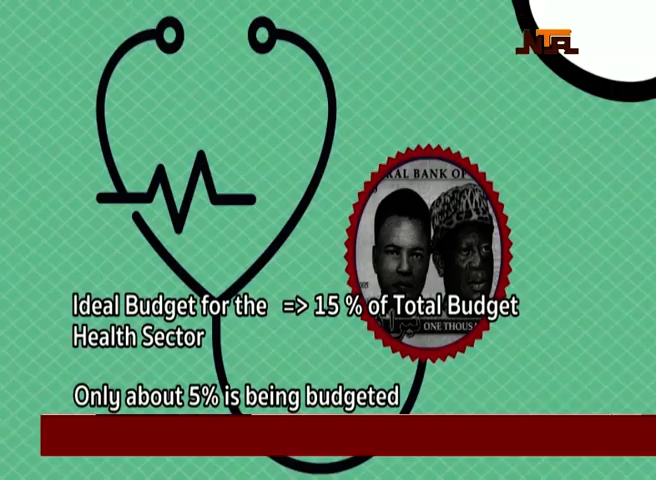 NTA
RAL BANK OF
ONE THOUS
Ideal Budget for the => 15 % of Total Budget
Health Sector
Only about 5% is being budgeted